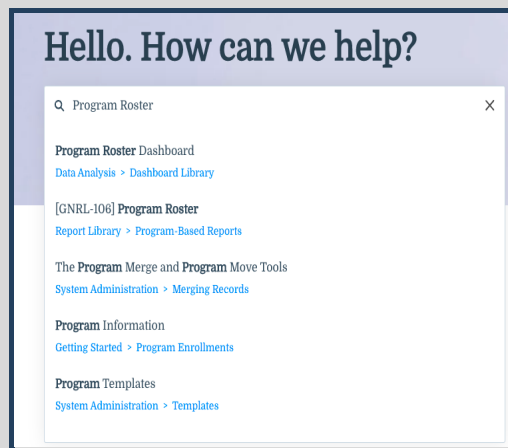 Hello. How can we help?
Program Roster
Program Roster Dashboard
Data Analysis > Dashboard Library
[GNRL-106] Program Roster
Report Library > Program-Based Reports
The Program Merge and Program Move Tools
System Administration > Merging Records
Program Information
Getting Started > Program Enrollments
Program Templates
System Administration > Templates